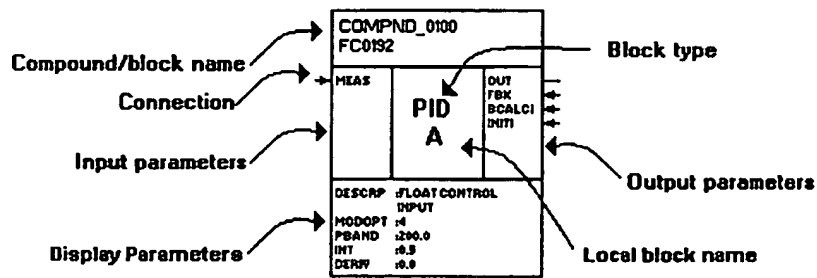 COMPND_0100
FC0192
Compound/block name
Block type
Connection
MEAS
PID
A
OUT
FBK
BCALCI
INITI
Input parameters
Output parameters
DESCRP :FLOAT CONTROL
INPUT
MODOPT :4
PBAND :200.0
INT :0.5
DERIV :0.0
Display Parameters
Local block name